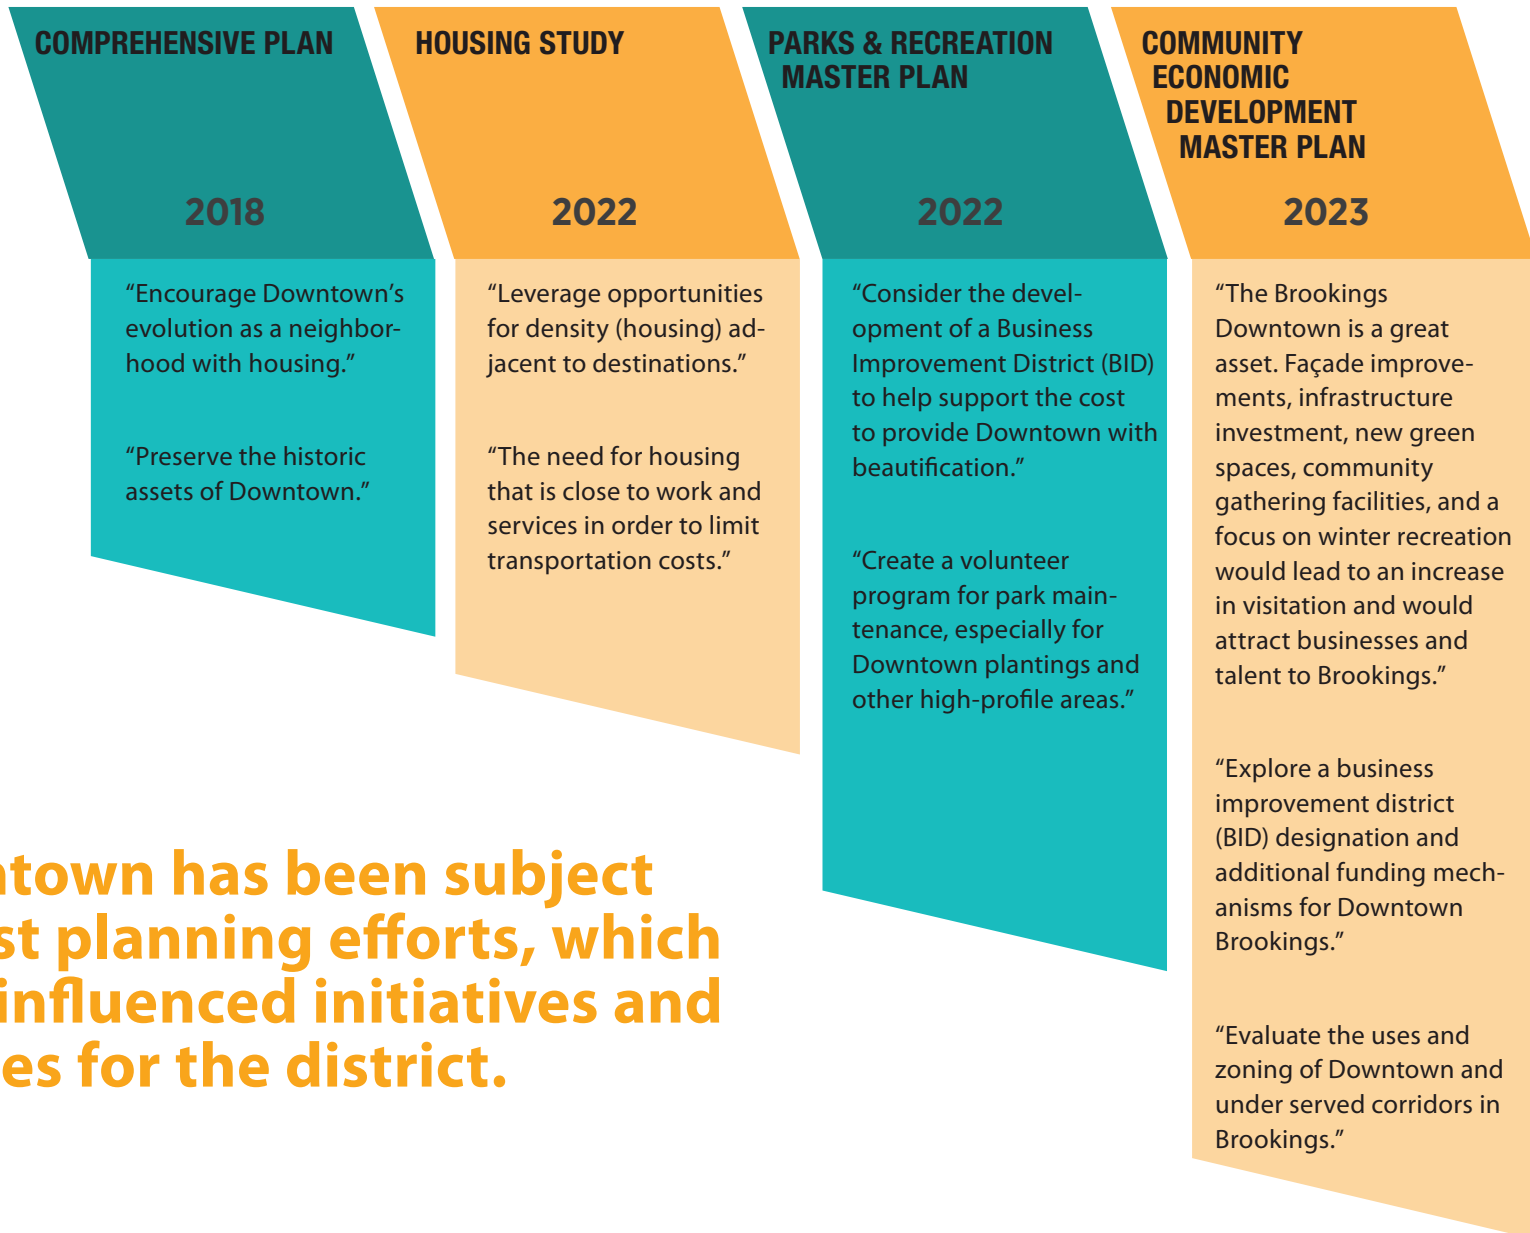 COMPREHENSIVE PLAN
2018
“Encourage Downtown’s
evolution as a neighbor-
hood with housing.”
“Preserve the historic
assets of Downtown.”
HOUSING STUDY
2022
“Leverage opportunities
for density (housing) ad-
jacent to destinations.”
“The need for housing
that is close to work and
services in order to limit
transportation costs.”
PARKS & RECREATION
MASTER PLAN
2022
“Consider the devel-
opment of a Business
Improvement District (BID)
to help support the cost
to provide Downtown with
beautification.”
“Create a volunteer
program for park main-
tenance, especially for
Downtown plantings and
other high-profile areas.”
COMMUNITY
ECONOMIC
DEVELOPMENT
MASTER PLAN
2023
“The Brookings
Downtown is a great
asset. Façade improve-
ments, infrastructure
investment, new green
spaces, community
gathering facilities, and a
focus on winter recreation
would lead to an increase
in visitation and would
attract businesses and
talent to Brookings.”
“Explore a business
improvement district
(BID) designation and
additional funding mech-
anisms for Downtown
Brookings.”
“Evaluate the uses and
zoning of Downtown and
under served corridors in
Brookings.”
has been subject
planning efforts, which
influenced initiatives and
for the district.